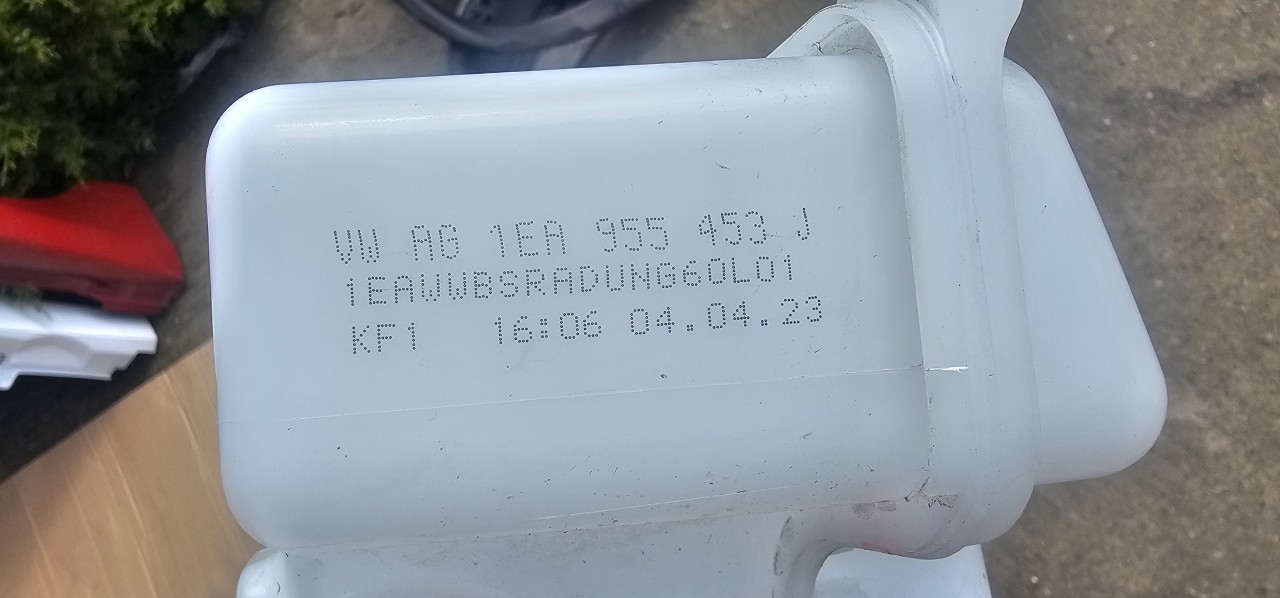 VW AG 1EA 955 453 J
1EAWWBSRADUNG60L01
KF1 16:06 04.04.23